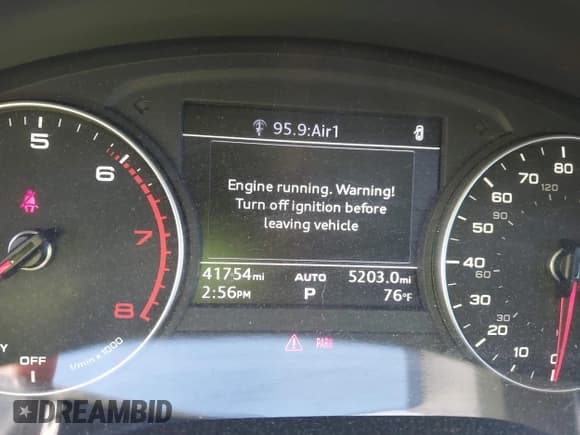 95.9:Air1
Engine running. Warning!
Turn off ignition before
leaving vehicle
41754mi AUTO 5203.0mi
2:56PM P 76°F
5
6
7
8
1/min x 1000
Y OFF
PARK
80
70
60
50
40
30
20
10
0
120
90
60
30
DREAMBID